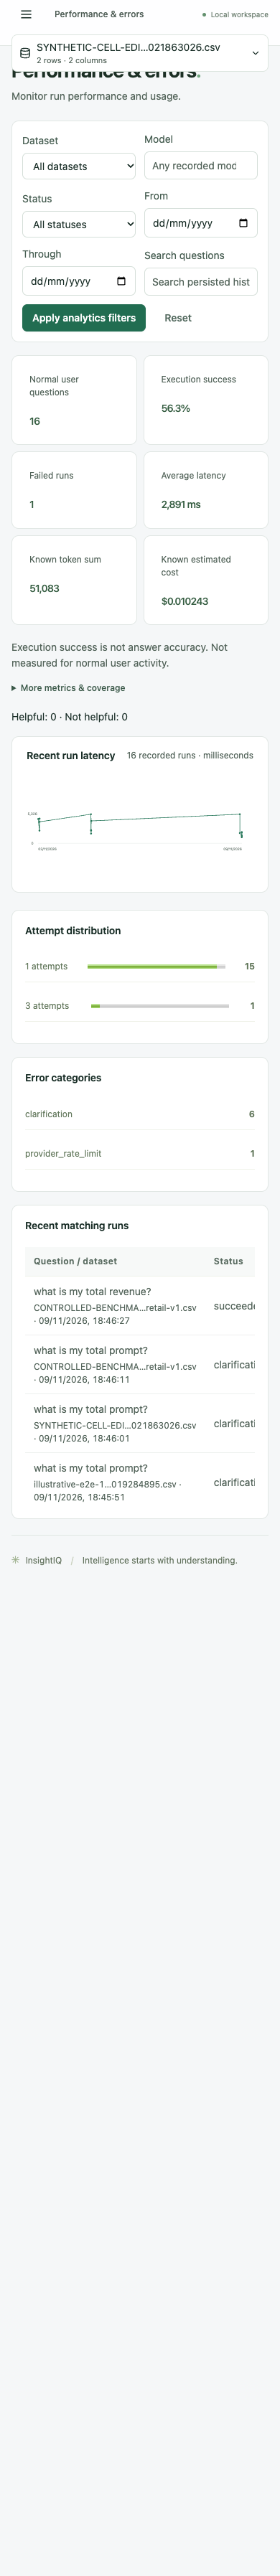 Performance & errors
Local workspace
SYNTHETIC-CELL-EDI...021863026.csv
2 rows · 2 columns
Performance & errors.
Monitor run performance and usage.
Dataset
Model
All datasets
Any recorded mod
Status
From
All statuses
dd/mm/yyyy
Through
Search questions
dd/mm/yyyy
Search persisted hist
Apply analytics filters
Reset
Normal user
questions
16
Execution success
56.3%
Failed runs
1
Average latency
2,891 ms
Known token sum
51,083
Known estimated
cost
$0.010243
Execution success is not answer accuracy. Not
measured for normal user activity.
More metrics & coverage
Helpful: 0 · Not helpful: 0
Recent run latency
16 recorded runs · milliseconds
0
Attempt distribution
1 attempts 15
3 attempts 1
Error categories
clarification 6
provider_rate_limit 1
Recent matching runs
Question / dataset Status
what is my total revenue?
CONTROLLED-BENCHMA...retail-v1.csv
· 09/11/2026, 18:46:27
succeede
what is my total prompt?
CONTROLLED-BENCHMA...retail-v1.csv
· 09/11/2026, 18:46:11
clarificati
what is my total prompt?
SYNTHETIC-CELL-EDI...021863026.csv
· 09/11/2026, 18:46:01
clarificati
what is my total prompt?
illustrative-e2e-1...019284895.csv ·
09/11/2026, 18:45:51
clarificati
InsightIQ / Intelligence starts with understanding.